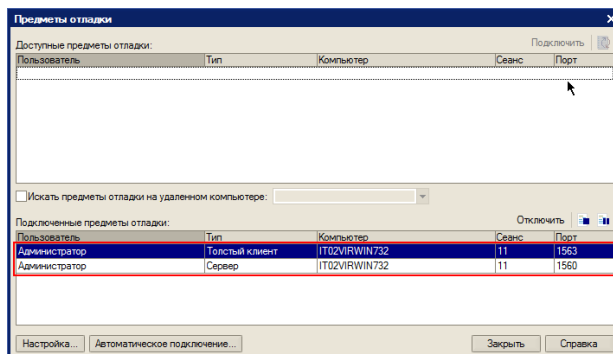 Предметы отладки
Доступные предметы отладки:
Подключить
Пользователь Тип Компьютер Сеанс Порт
Искать предметы отладки на удаленном компьютере:
Подключенные предметы отладки:
Отключить
Пользователь Тип Компьютер Сеанс Порт
Администратор Толстый клиент IT02VIRWIN732 11 1563
Администратор Сервер IT02VIRWIN732 11 1560
Настройка... Автоматическое подключение... Закрыть Справка